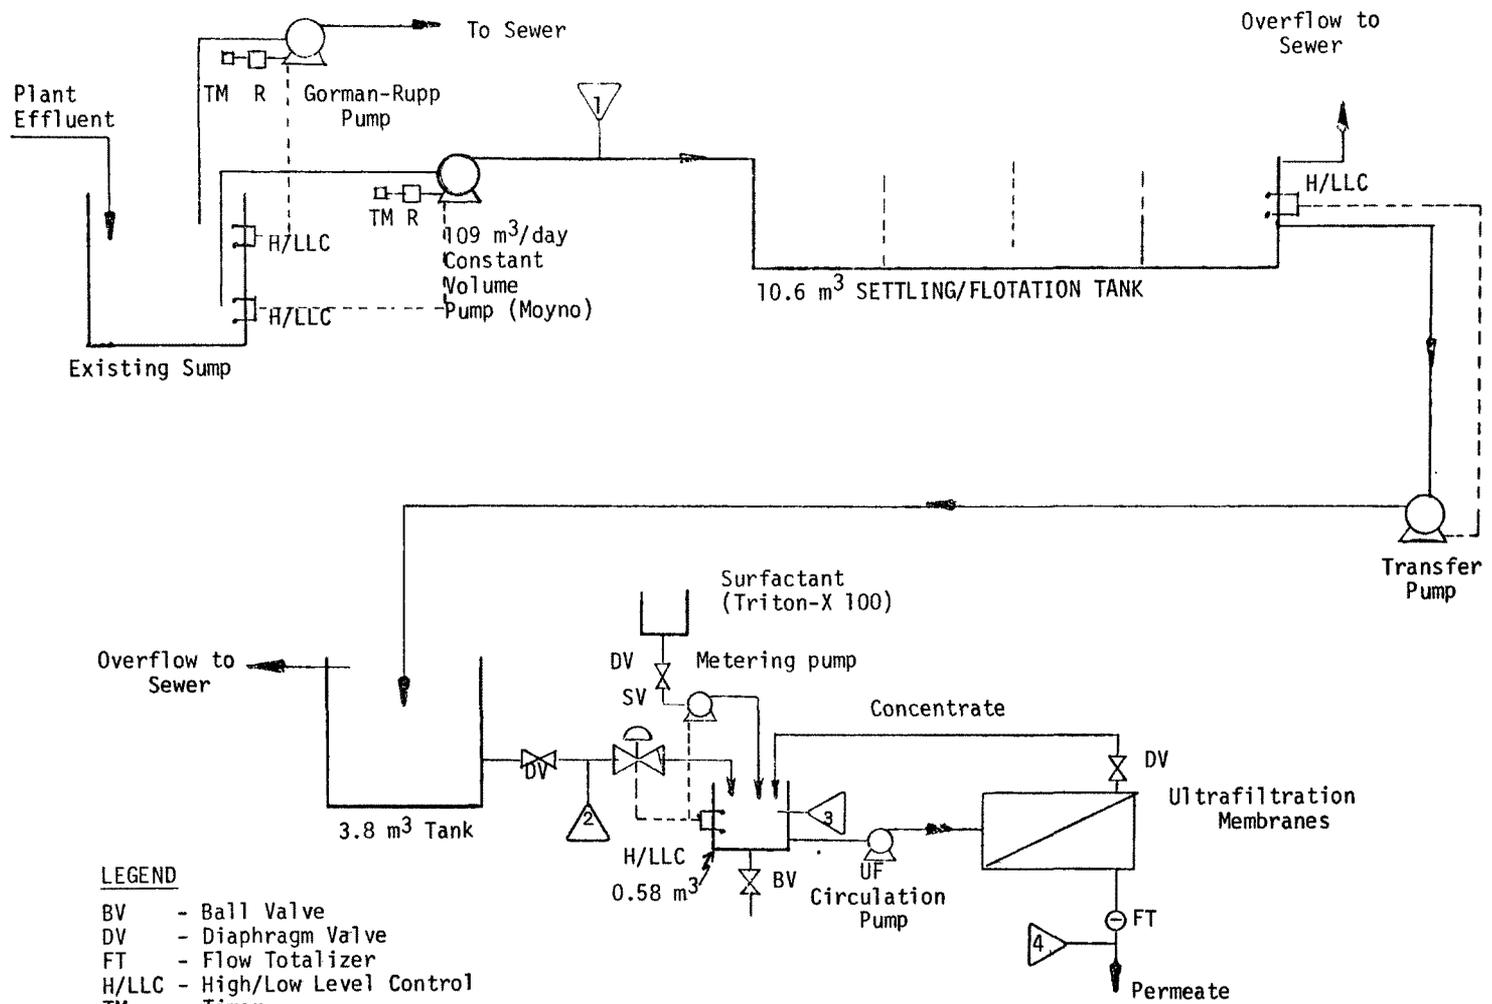 To Sewer
Overflow to
Sewer
Plant
Effluent
TM R
Gorman-Rupp
Pump
1
H/LLC
TM R
H/LLC
109 m³/day
Constant
Volume
Pump (Moyno)
H/LLC
10.6 m³ SETTLING/FLOTATION TANK
Existing Sump
Transfer
Pump
Surfactant
(Triton-X 100)
Overflow to
Sewer
DV
Metering pump
SV
Concentrate
DV
DV
Ultrafiltration
Membranes
2
3
3.8 m³ Tank
H/LLC
0.58 m³
BV
UF
Circulation
Pump
FT
4
Permeate
LEGEND
BV - Ball Valve
DV - Diaphragm Valve
FT - Flow Totalizer
H/LLC - High/Low Level Control